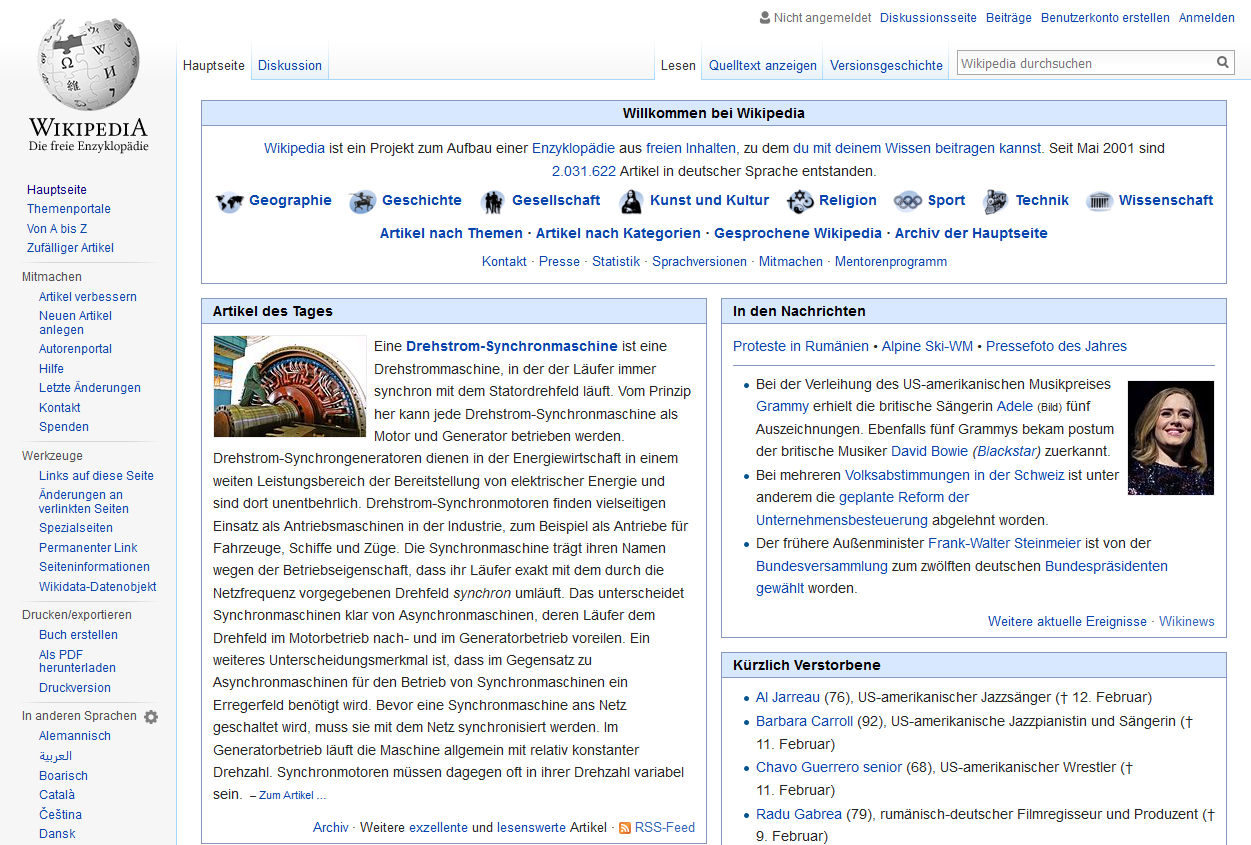 Nicht angemeldet Diskussionsseite Beiträge Benutzerkonto erstellen Anmelden
Hauptseite Diskussion Lesen Quelltext anzeigen Versionsgeschichte Wikipedia durchsuchen
WIKIPEDIA
Die freie Enzyklopädie
Hauptseite
Themenportale
Von A bis Z
Zufälliger Artikel
Mitmachen
Artikel verbessern
Neuen Artikel
anlegen
Autorenportal
Hilfe
Letzte Änderungen
Kontakt
Spenden
Werkzeuge
Links auf diese Seite
Änderungen an
verlinkten Seiten
Spezialseiten
Permanenter Link
Seiteninformationen
Wikidata-Datenobjekt
Drucken/exportieren
Buch erstellen
Als PDF
herunterladen
Druckversion
In anderen Sprachen
Alemannisch
العربية
Boarisch
Català
Čeština
Dansk
Willkommen bei Wikipedia
Wikipedia ist ein Projekt zum Aufbau einer Enzyklopädie aus freien Inhalten, zu dem du mit deinem Wissen beitragen kannst. Seit Mai 2001 sind
2.031.622 Artikel in deutscher Sprache entstanden.
Geographie Geschichte Gesellschaft Kunst und Kultur Religion Sport Technik Wissenschaft
Artikel nach Themen · Artikel nach Kategorien · Gesprochene Wikipedia · Archiv der Hauptseite
Kontakt · Presse · Statistik · Sprachversionen · Mitmachen · Mentorenprogramm
Artikel des Tages
Eine Drehstrom-Synchronmaschine ist eine
Drehstrommaschine, in der der Läufer immer
synchron mit dem Statordrehfeld läuft. Vom Prinzip
her kann jede Drehstrom-Synchronmaschine als
Motor und Generator betrieben werden.
Drehstrom-Synchrongeneratoren dienen in der Energiewirtschaft in einem
weiten Leistungsbereich der Bereitstellung von elektrischer Energie und
sind dort unentbehrlich. Drehstrom-Synchronmotoren finden vielseitigen
Einsatz als Antriebsmaschinen in der Industrie, zum Beispiel als Antriebe für
Fahrzeuge, Schiffe und Züge. Die Synchronmaschine trägt ihren Namen
wegen der Betriebseigenschaft, dass ihr Läufer exakt mit dem durch die
Netzfrequenz vorgegebenen Drehfeld synchron umläuft. Das unterscheidet
Synchronmaschinen klar von Asynchronmaschinen, deren Läufer dem
Drehfeld im Motorbetrieb nach- und im Generatorbetrieb voreilen. Ein
weiteres Unterscheidungsmerkmal ist, dass im Gegensatz zu
Asynchronmaschinen für den Betrieb von Synchronmaschinen ein
Erregerfeld benötigt wird. Bevor eine Synchronmaschine ans Netz
geschaltet wird, muss sie mit dem Netz synchronisiert werden. Im
Generatorbetrieb läuft die Maschine allgemein mit relativ konstanter
Drehzahl. Synchronmotoren müssen dagegen oft in ihrer Drehzahl variabel
sein. – Zum Artikel …
Archiv · Weitere exzellente und lesenswerte Artikel · RSS-Feed
In den Nachrichten
Proteste in Rumänien • Alpine Ski-WM • Pressefoto des Jahres
• Bei der Verleihung des US-amerikanischen Musikpreises
Grammy erhielt die britische Sängerin Adele (Bild) fünf
Auszeichnungen. Ebenfalls fünf Grammys bekam postum
der britische Musiker David Bowie (Blackstar) zuerkannt.
• Bei mehreren Volksabstimmungen in der Schweiz ist unter
anderem die geplante Reform der
Unternehmensbesteuerung abgelehnt worden.
• Der frühere Außenminister Frank-Walter Steinmeier ist von der
Bundesversammlung zum zwölften deutschen Bundespräsidenten
gewählt worden.
Weitere aktuelle Ereignisse · Wikinews
Kürzlich Verstorbene
• Al Jarreau (76), US-amerikanischer Jazzsänger († 12. Februar)
• Barbara Carroll (92), US-amerikanische Jazzpianistin und Sängerin (†
11. Februar)
• Chavo Guerrero senior (68), US-amerikanischer Wrestler (†
11. Februar)
• Radu Gabrea (79), rumänisch-deutscher Filmregisseur und Produzent (†
9. Februar)